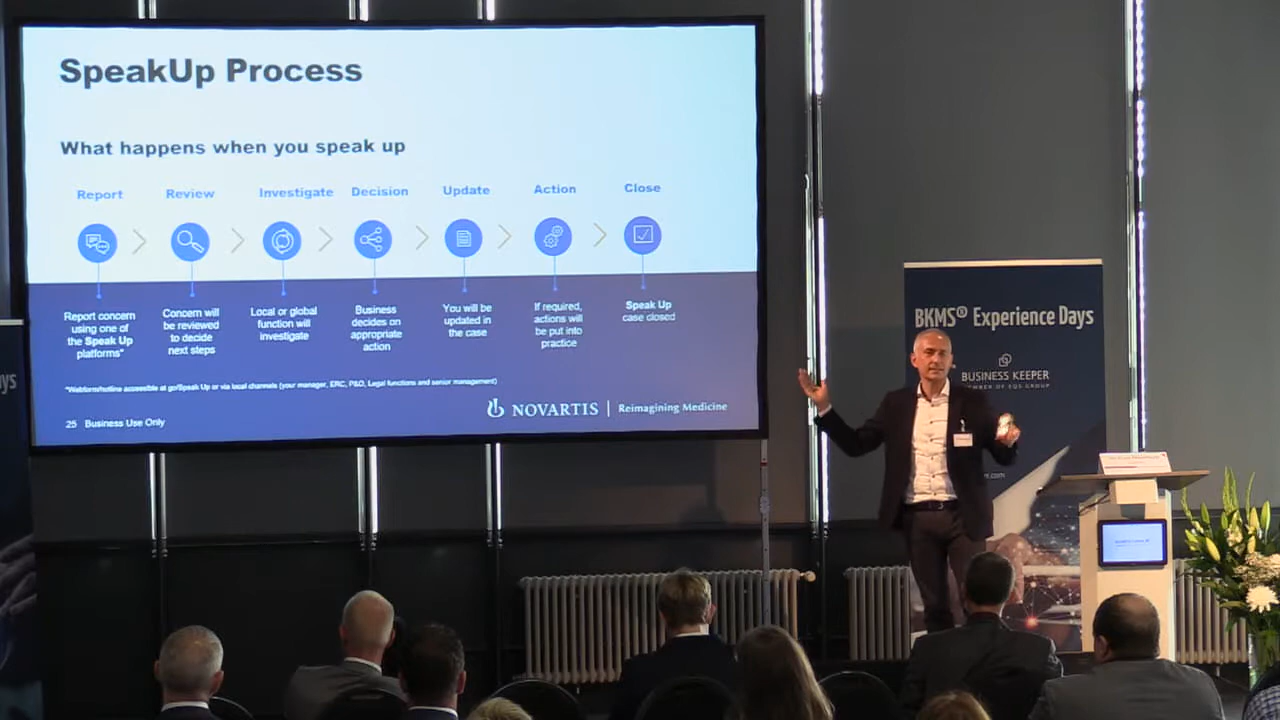 SpeakUp Process
What happens when you speak up
Report
Review
Investigate
Decision
Update
Action
Close
Report concern
using one of
the Speak Up
platforms*
Concern will
be reviewed
to decide
next steps
Local or global
function will
investigate
Business
decides on
appropriate
action
You will be
updated in
the case
If required,
actions will
be put into
practice
Speak Up
case closed
*Webform/hotline accessible at go/Speak Up or via local channels (your manager, ERC, P&O, Legal functions and senior management)
25 Business Use Only
NOVARTIS | Reimagining Medicine
BKMS® Experience Days
BUSINESS KEEPER
MEMBER OF EQS GROUP
.com
ays